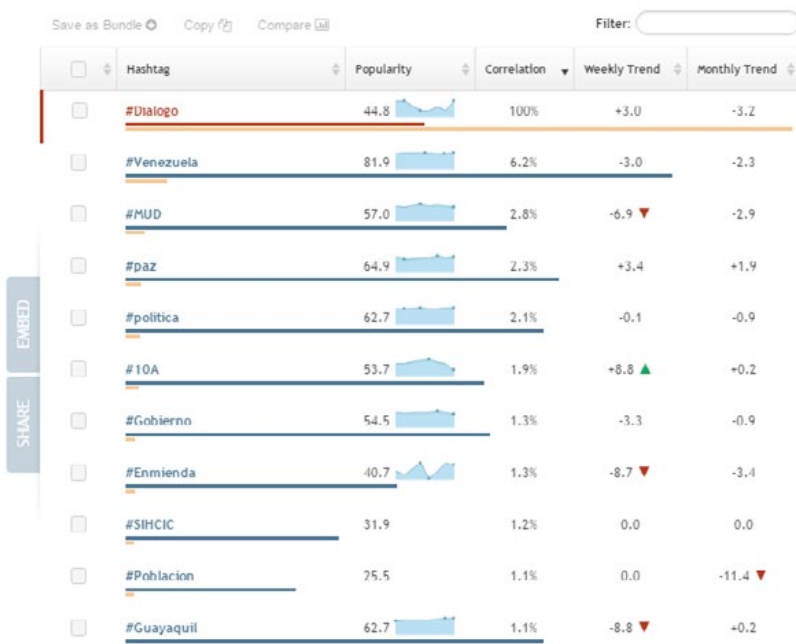 Save as Bundle Copy Compare Filter:
Hashtag Popularity Correlation Weekly Trend Monthly Trend
#Dialogo 44.8 100% +3.0 -3.2
#Venezuela 81.9 6.2% -3.0 -2.3
#MUD 57.0 2.8% -6.9 -2.9
#paz 64.9 2.3% +3.4 +1.9
#politica 62.7 2.1% -0.1 -0.9
#10A 53.7 1.9% +8.8 +0.2
#Gobierno 54.5 1.3% -3.3 -0.9
#Enmienda 40.7 1.3% -8.7 -3.4
#SIHCIC 31.9 1.2% 0.0 0.0
#Poblacion 25.5 1.1% 0.0 -11.4
#Guayaquil 62.7 1.1% -8.8 +0.2
EMBED
SHARE